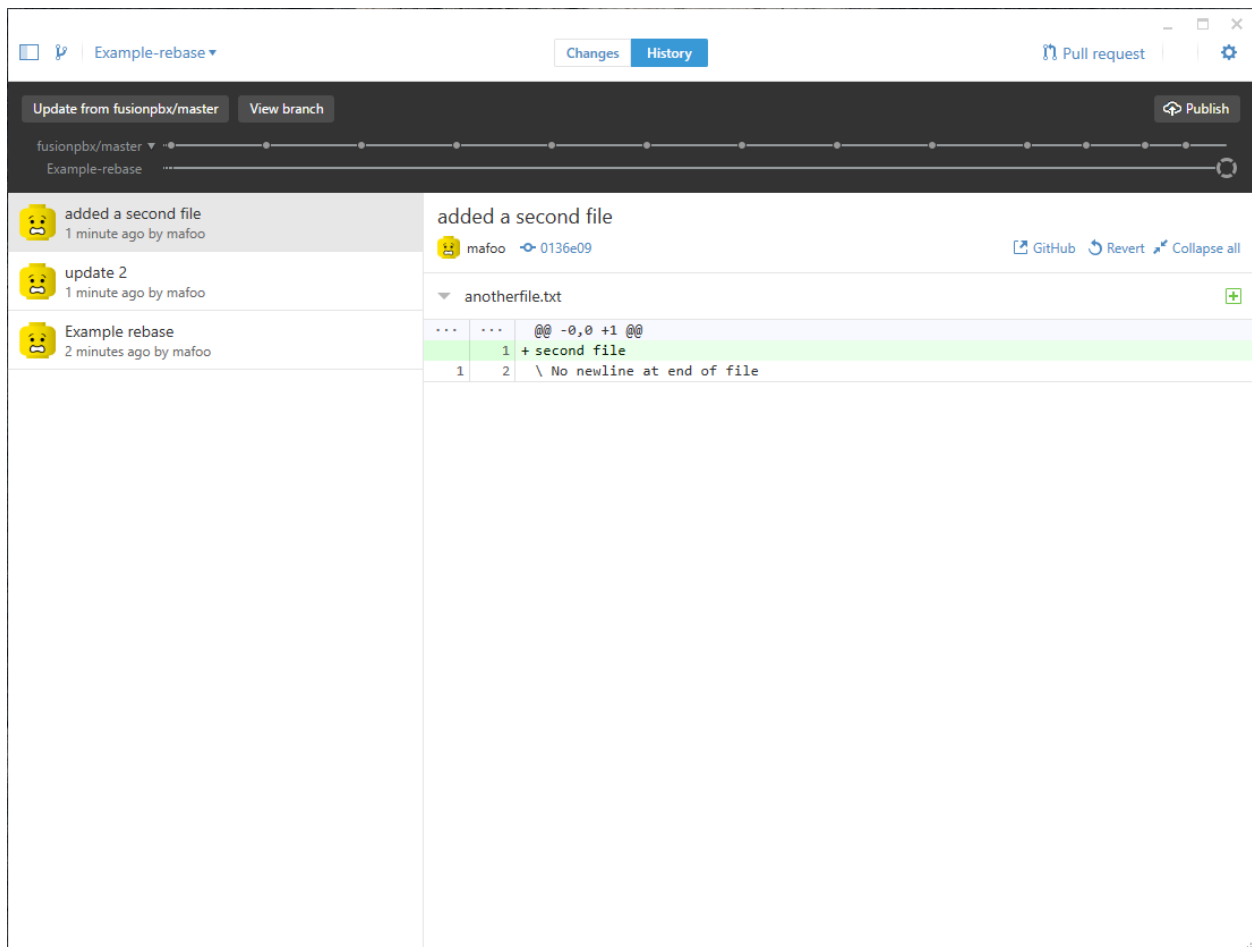 Example-rebase
Changes
History
Pull request
Update from fusionpbx/master
View branch
Publish
fusionpbx/master
Example-rebase
added a second file
1 minute ago by mafoo
update 2
1 minute ago by mafoo
Example rebase
2 minutes ago by mafoo
added a second file
mafoo 0136e09
GitHub Revert Collapse all
anotherfile.txt
... ... @@ -0,0 +1 @@
1 + second file
1 2 \ No newline at end of file